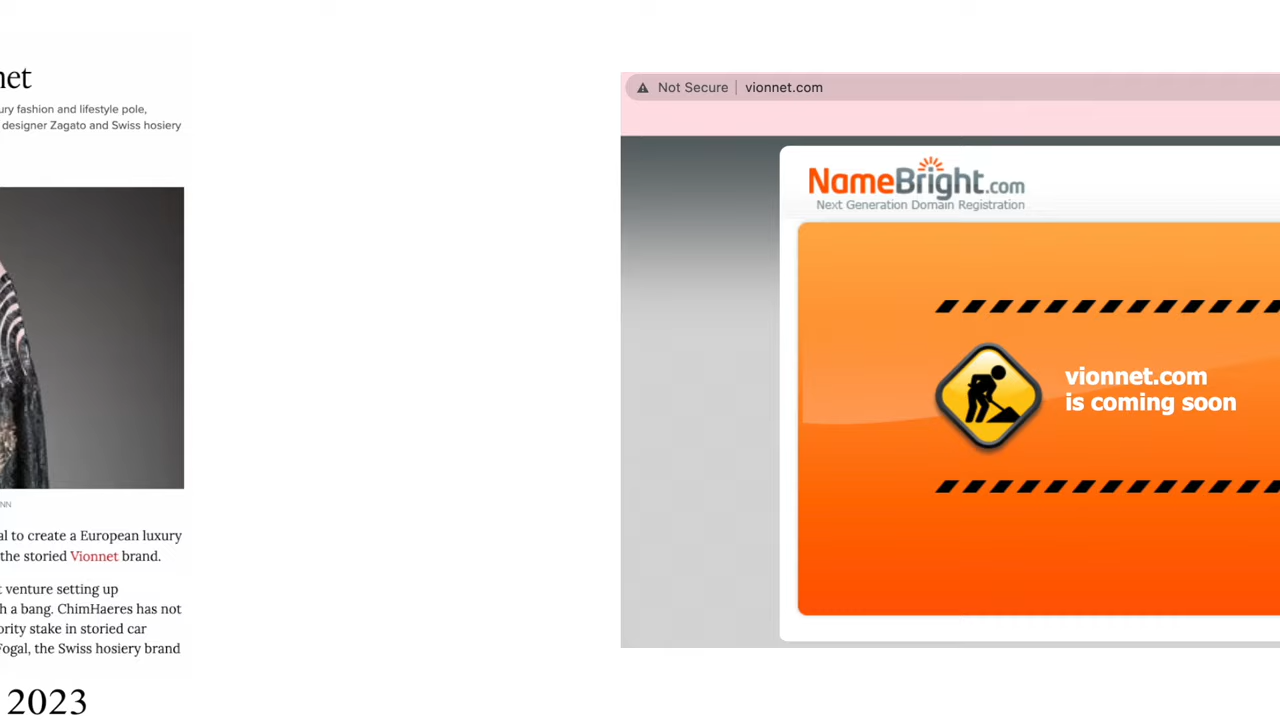 net
ury fashion and lifestyle pole,
designer Zagato and Swiss hosiery
NN
al to create a European luxury
the storied Vionnet brand.
t venture setting up
h a bang. ChimHaeres has not
ority stake in storied car
Fogal, the Swiss hosiery brand
2023
Not Secure | vionnet.com
NameBright.com
Next Generation Domain Registration
vionnet.com
is coming soon